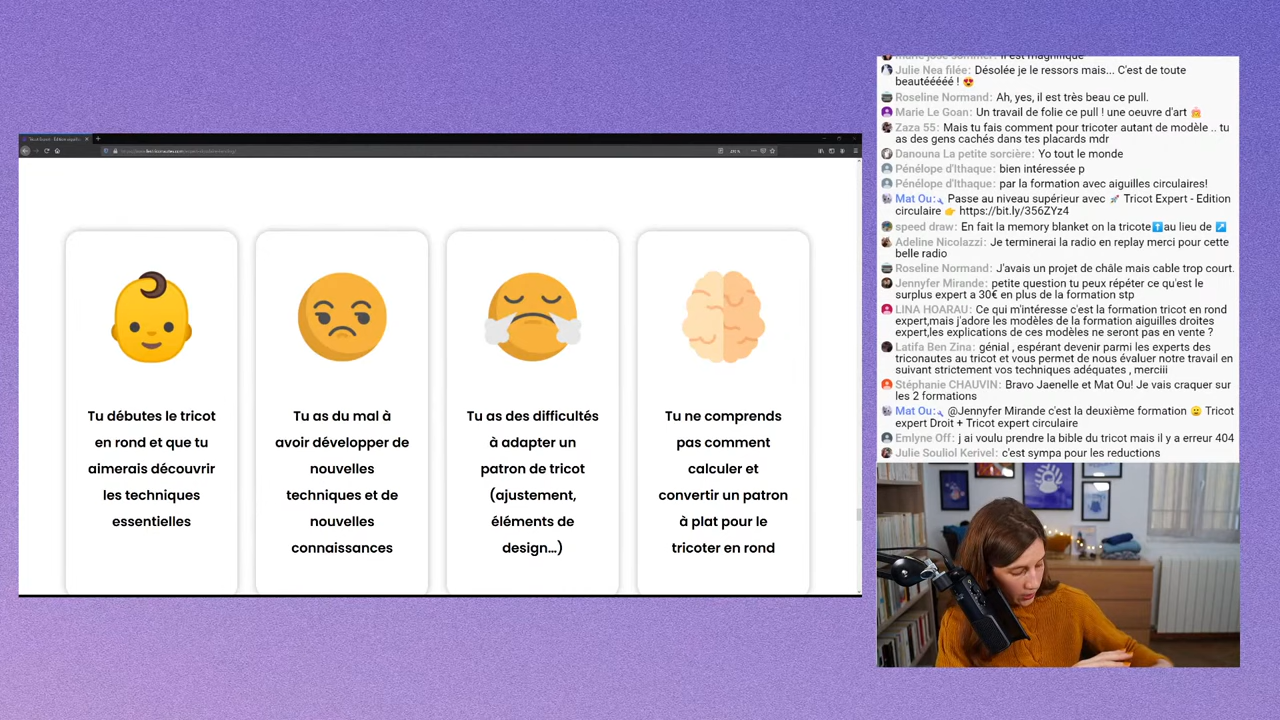 Tu débutes le tricot
en rond et que tu
aimerais découvrir
les techniques
essentielles
Tu as du mal à
avoir développer de
nouvelles
techniques et de
nouvelles
connaissances
Tu as des difficultés
à adapter un
patron de tricot
(ajustement,
éléments de
design...)
Tu ne comprends
pas comment
calculer et
convertir un patron
à plat pour le
tricoter en rond
Julie Nea filée: Désolée je le ressors mais... C'est de toute
beautééééé ! 😍
Roseline Normand: Ah, yes, il est très beau ce pull.
Marie Le Goan: Un travail de folie ce pull ! une oeuvre d'art
Zaza 55: Mais tu fais comment pour tricoter autant de modèle .. tu
as des gens cachés dans tes placards mdr
Danouna La petite sorcière: Yo tout le monde
Pénélope d'Ithaque: bien intéressée p
Pénélope d'Ithaque: par la formation avec aiguilles circulaires!
Mat Ou: Passe au niveau supérieur avec 🚀 Tricot Expert - Edition
circulaire 👉 https://bit.ly/356ZYz4
speed draw: En fait la memory blanket on la tricote⬆️au lieu de ↗️
Adeline Nicolazzi: Je terminerai la radio en replay merci pour cette
belle radio
Roseline Normand: J'avais un projet de châle mais cable trop court.
Jennyfer Mirande: petite question tu peux répéter ce qu'est le
surplus expert a 30€ en plus de la formation stp
LINA HOARAU: Ce qui m'intéresse c'est la formation tricot en rond
expert,mais j'adore les modèles de la formation aiguilles droites
expert,les explications de ces modèles ne seront pas en vente ?
Latifa Ben Zina: génial , espérant devenir parmi les experts des
triconautes au tricot et vous permet de nous évaluer notre travail en
suivant strictement vos techniques adéquates , merciii
Stéphanie CHAUVIN: Bravo Jaenelle et Mat Ou! Je vais craquer sur
les 2 formations
Mat Ou: @Jennyfer Mirande c'est la deuxième formation 🙂 Tricot
expert Droit + Tricot expert circulaire
Emlyne Off: j ai voulu prendre la bible du tricot mais il y a erreur 404
Julie Souliol Kerivel: c'est sympa pour les reductions